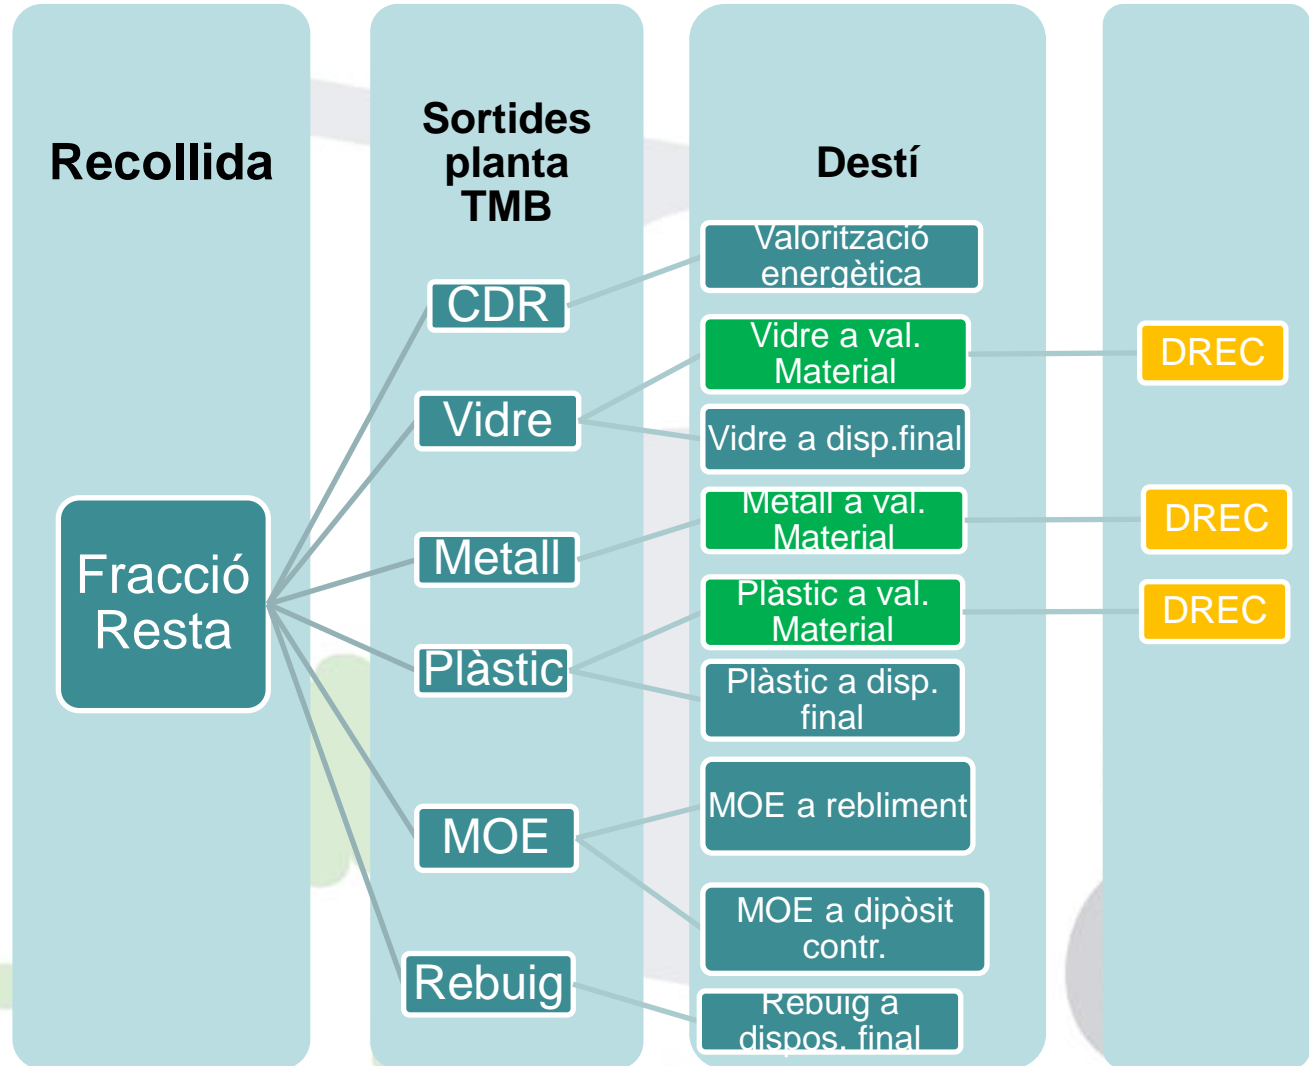 Recollida
Sortides
planta
TMB
Destí
Fracció
Resta
CDR
Vidre
Metall
Plàstic
MOE
Rebuig
Valorització
energètica
Vidre a val.
Material
Vidre a disp.final
Metall a val.
Material
Plàstic a val.
Material
Plàstic a disp.
final
MOE a rebliment
MOE a dipòsit
contr.
Rebuig a
dispos. final
DREC
DREC
DREC